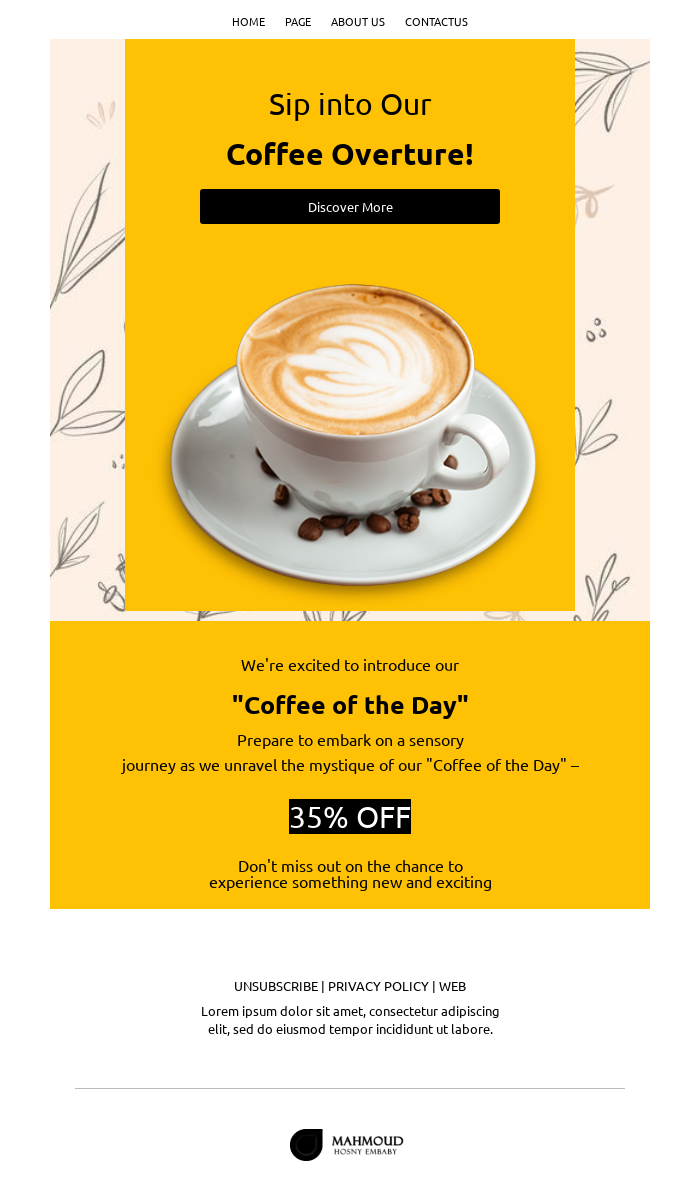 HOME PAGE ABOUT US CONTACTUS
Sip into Our
Coffee Overture!
Discover More
We're excited to introduce our
"Coffee of the Day"
Prepare to embark on a sensory
journey as we unravel the mystique of our "Coffee of the Day" –
35% OFF
Don't miss out on the chance to
experience something new and exciting
UNSUBSCRIBE | PRIVACY POLICY | WEB
Lorem ipsum dolor sit amet, consectetur adipiscing
elit, sed do eiusmod tempor incididunt ut labore.
MAHMOUD
HOSNY EMBABY